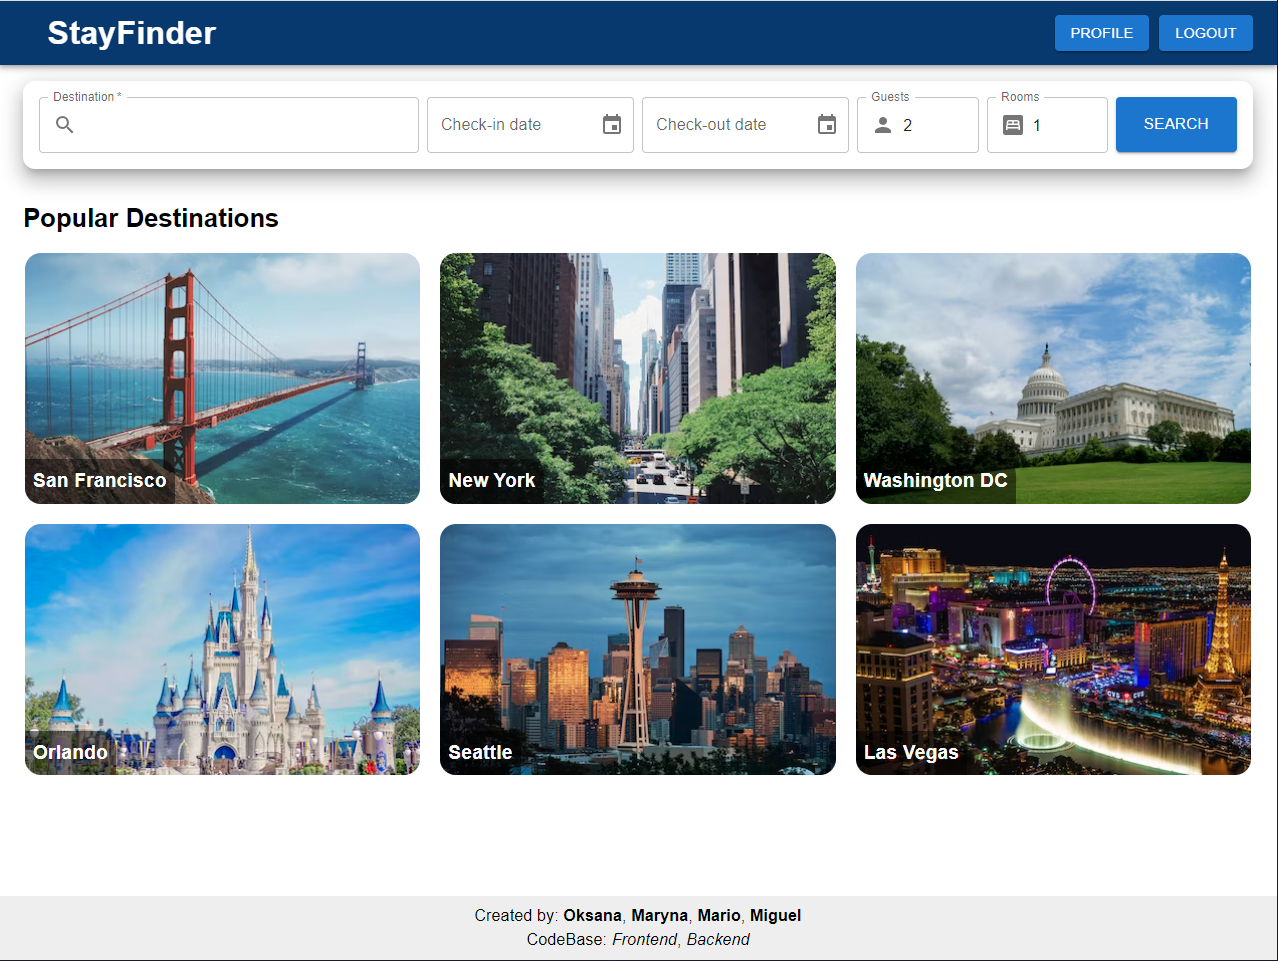 StayFinder
PROFILE
LOGOUT
Destination *
Check-in date
Check-out date
Guests
2
Rooms
1
SEARCH
Popular Destinations
San Francisco
New York
Washington DC
Orlando
Seattle
Las Vegas
Created by: Oksana, Maryna, Mario, Miguel
CodeBase: Frontend, Backend